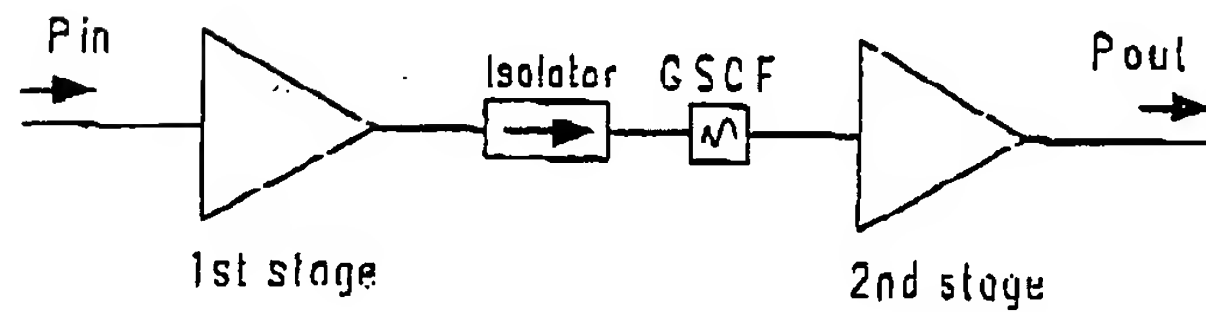 Pin
Isolator
GSCF
Pout
1st stage
2nd stage